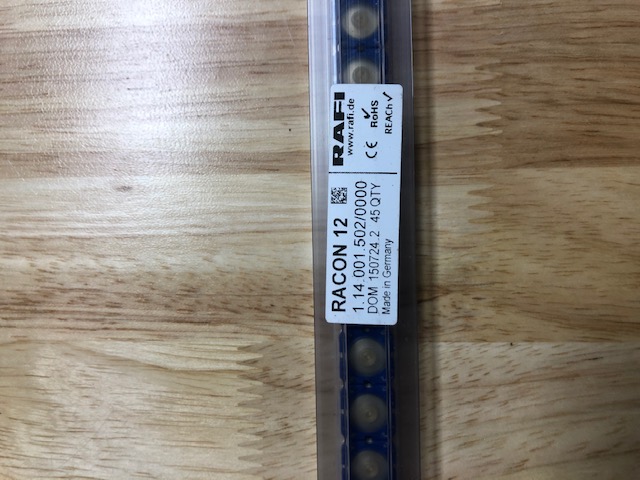 RAFI
www.rafi.de
CE
RoHS
REACh
RACON 12
1.14.001.502/0000
DOM 150724.2 45 QTY
Made in Germany